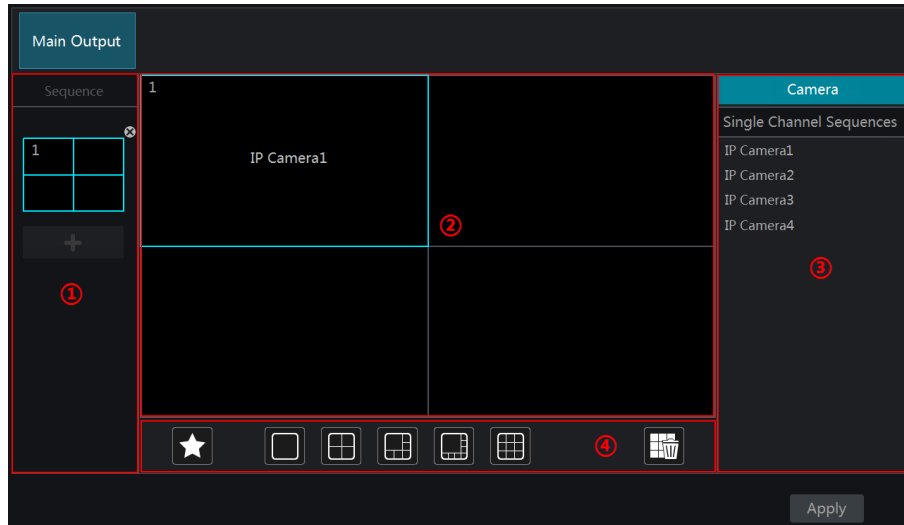 Main Output
Sequence
1
①
1
IP Camera1
②
Camera
Single Channel Sequences
IP Camera1
IP Camera2
IP Camera3
IP Camera4
③
④
Apply